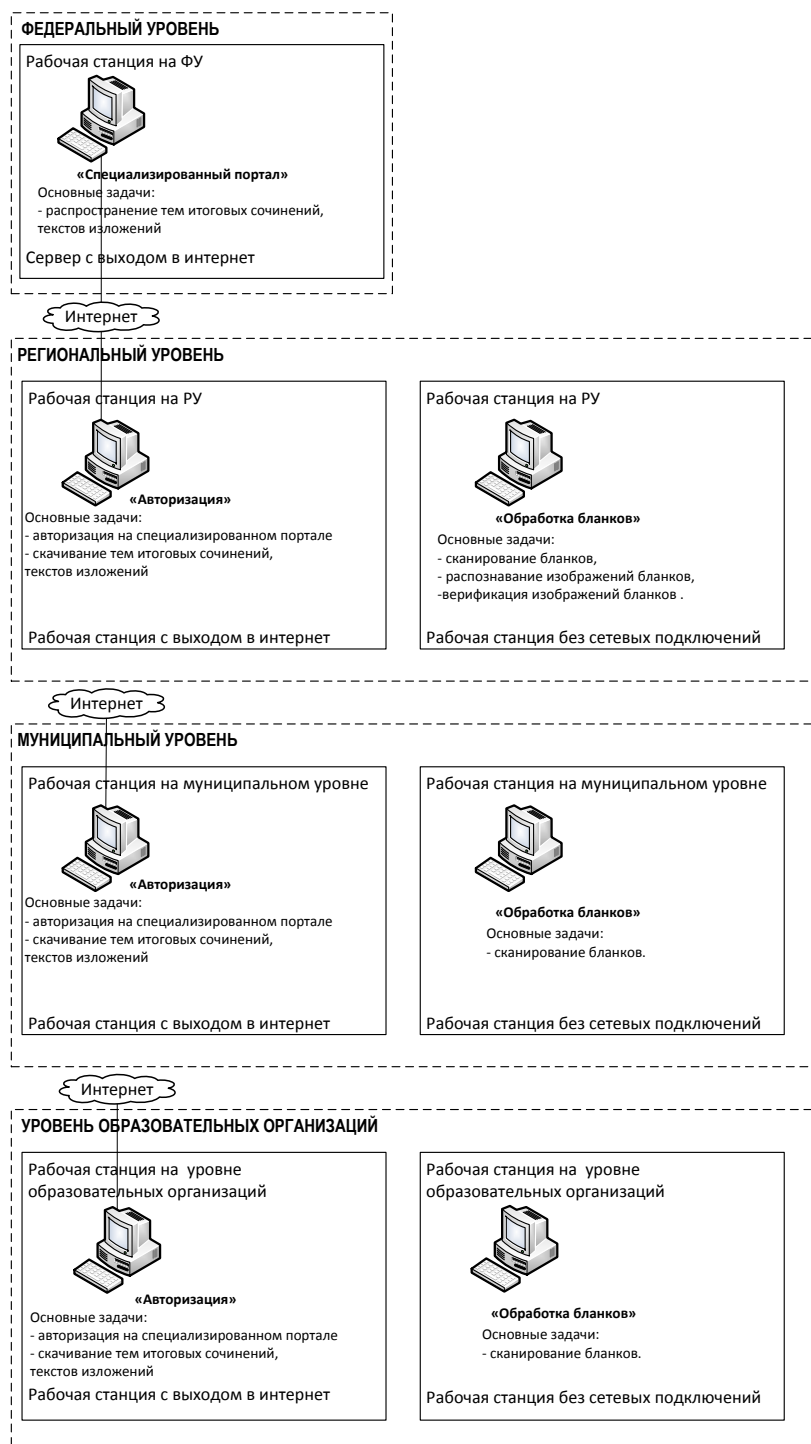 ФЕДЕРАЛЬНЫЙ УРОВЕНЬ
Рабочая станция на ФУ
«Специализированный портал»
Основные задачи:
- распространение тем итоговых сочинений,
текстов изложений
Сервер с выходом в интернет
Интернет
РЕГИОНАЛЬНЫЙ УРОВЕНЬ
Рабочая станция на РУ
«Авторизация»
Основные задачи:
- авторизация на специализированном портале
- скачивание тем итоговых сочинений,
текстов изложений
Рабочая станция с выходом в интернет
Рабочая станция на РУ
«Обработка бланков»
Основные задачи:
- сканирование бланков,
- распознавание изображений бланков,
-верификация изображений бланков .
Рабочая станция без сетевых подключений
Интернет
МУНИЦИПАЛЬНЫЙ УРОВЕНЬ
Рабочая станция на муниципальном уровне
«Авторизация»
Основные задачи:
- авторизация на специализированном портале
- скачивание тем итоговых сочинений,
текстов изложений
Рабочая станция с выходом в интернет
Рабочая станция на муниципальном уровне
«Обработка бланков»
Основные задачи:
- сканирование бланков.
Рабочая станция без сетевых подключений
Интернет
УРОВЕНЬ ОБРАЗОВАТЕЛЬНЫХ ОРГАНИЗАЦИЙ
Рабочая станция на уровне
образовательных организаций
«Авторизация»
Основные задачи:
- авторизация на специализированном портале
- скачивание тем итоговых сочинений,
текстов изложений
Рабочая станция с выходом в интернет
Рабочая станция на уровне
образовательных организаций
«Обработка бланков»
Основные задачи:
- сканирование бланков.
Рабочая станция без сетевых подключений